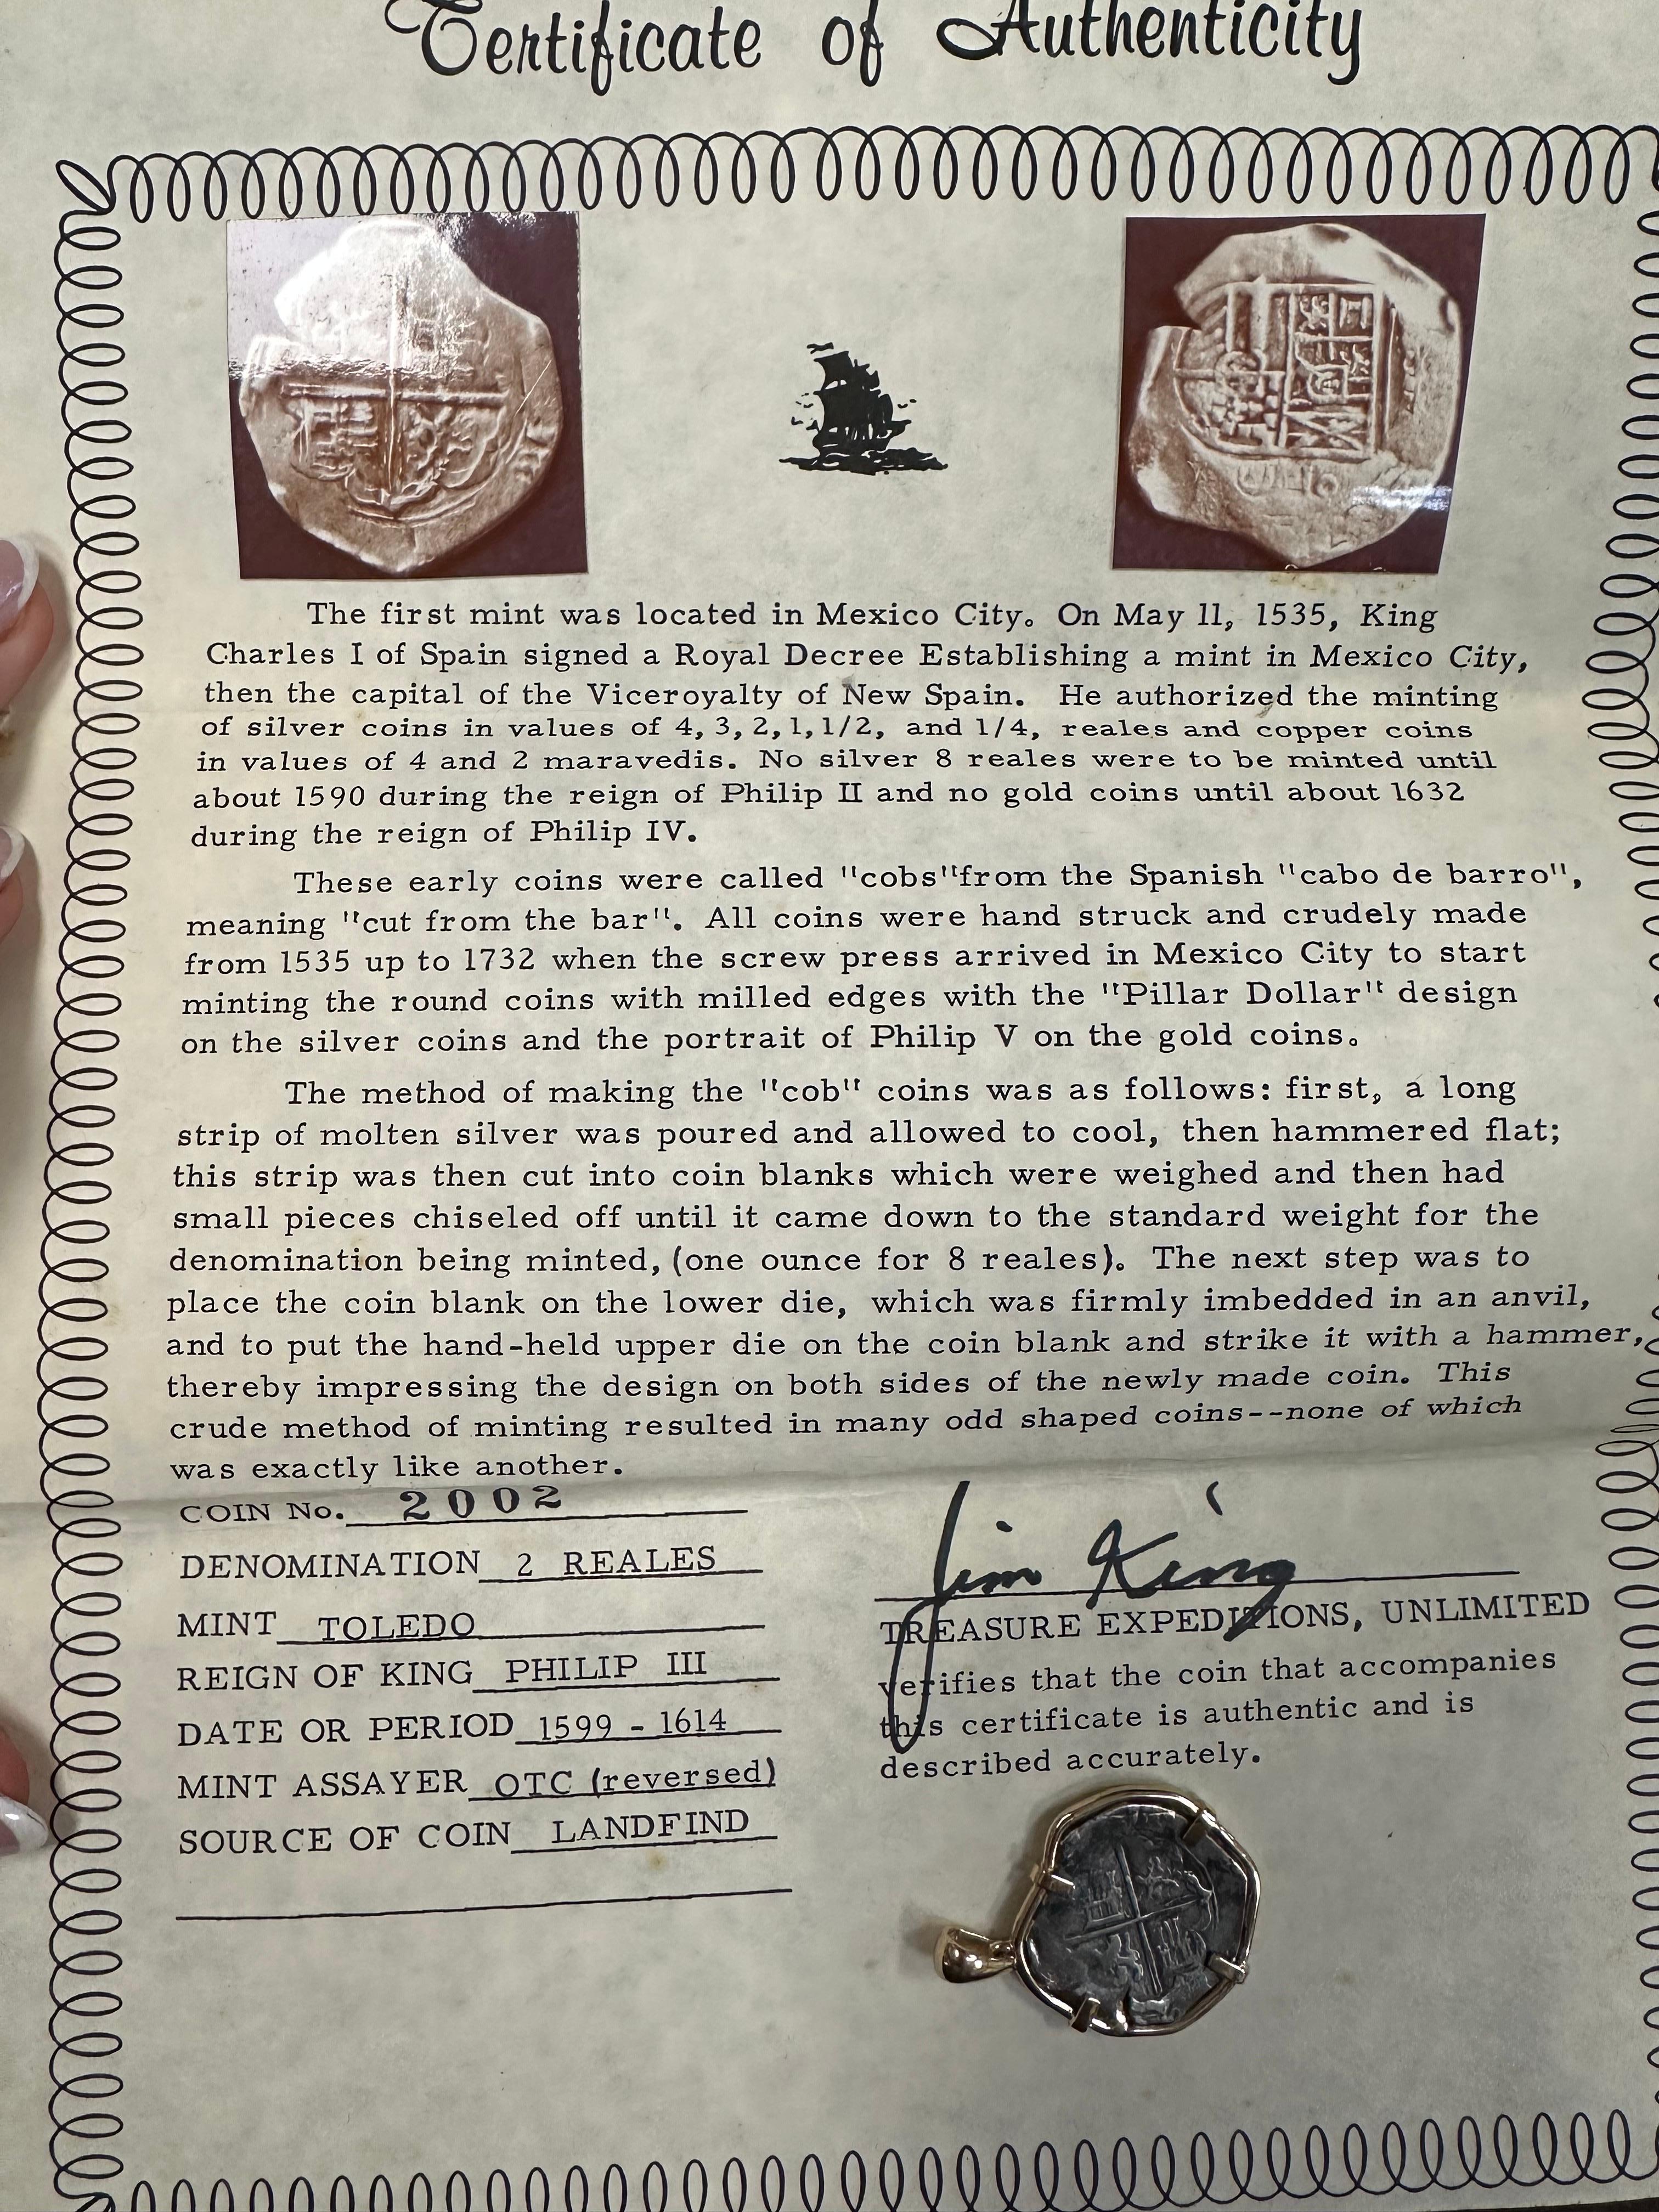 Certificate of Authenticity
The first mint was located in Mexico City. On May 11, 1535, King
Charles I of Spain signed a Royal Decree Establishing a mint in Mexico City,
then the capital of the Viceroyalty of New Spain. He authorized the minting
of silver coins in values of 4, 3, 2, 1, 1/2, and 1/4, reales and copper coins
in values of 4 and 2 maravedis. No silver 8 reales were to be minted until
about 1590 during the reign of Philip II and no gold coins until about 1632
during the reign of Philip IV.
These early coins were called "cobs"from the Spanish "cabo de barro",
meaning "cut from the bar". All coins were hand struck and crudely made
from 1535 up to 1732 when the screw press arrived in Mexico City to start
minting the round coins with milled edges with the "Pillar Dollar" design
on the silver coins and the portrait of Philip V on the gold coins.
The method of making the "cob" coins was as follows: first, a long
strip of molten silver was poured and allowed to cool, then hammered flat;
this strip was then cut into coin blanks which were weighed and then had
small pieces chiseled off until it came down to the standard weight for the
denomination being minted, (one ounce for 8 reales). The next step was to
place the coin blank on the lower die, which was firmly imbedded in an anvil,
and to put the hand-held upper die on the coin blank and strike it with a hammer,
thereby impressing the design on both sides of the newly made coin. This
crude method of minting resulted in many odd shaped coins--none of which
was exactly like another.
COIN No. 2002
DENOMINATION 2 REALES
MINT TOLEDO
REIGN OF KING PHILIP III
DATE OR PERIOD 1599 - 1614
MINT ASSAYER OTC (reversed)
SOURCE OF COIN LANDFIND
Jim King
TREASURE EXPEDITIONS, UNLIMITED
verifies that the coin that accompanies
this certificate is authentic and is
described accurately.